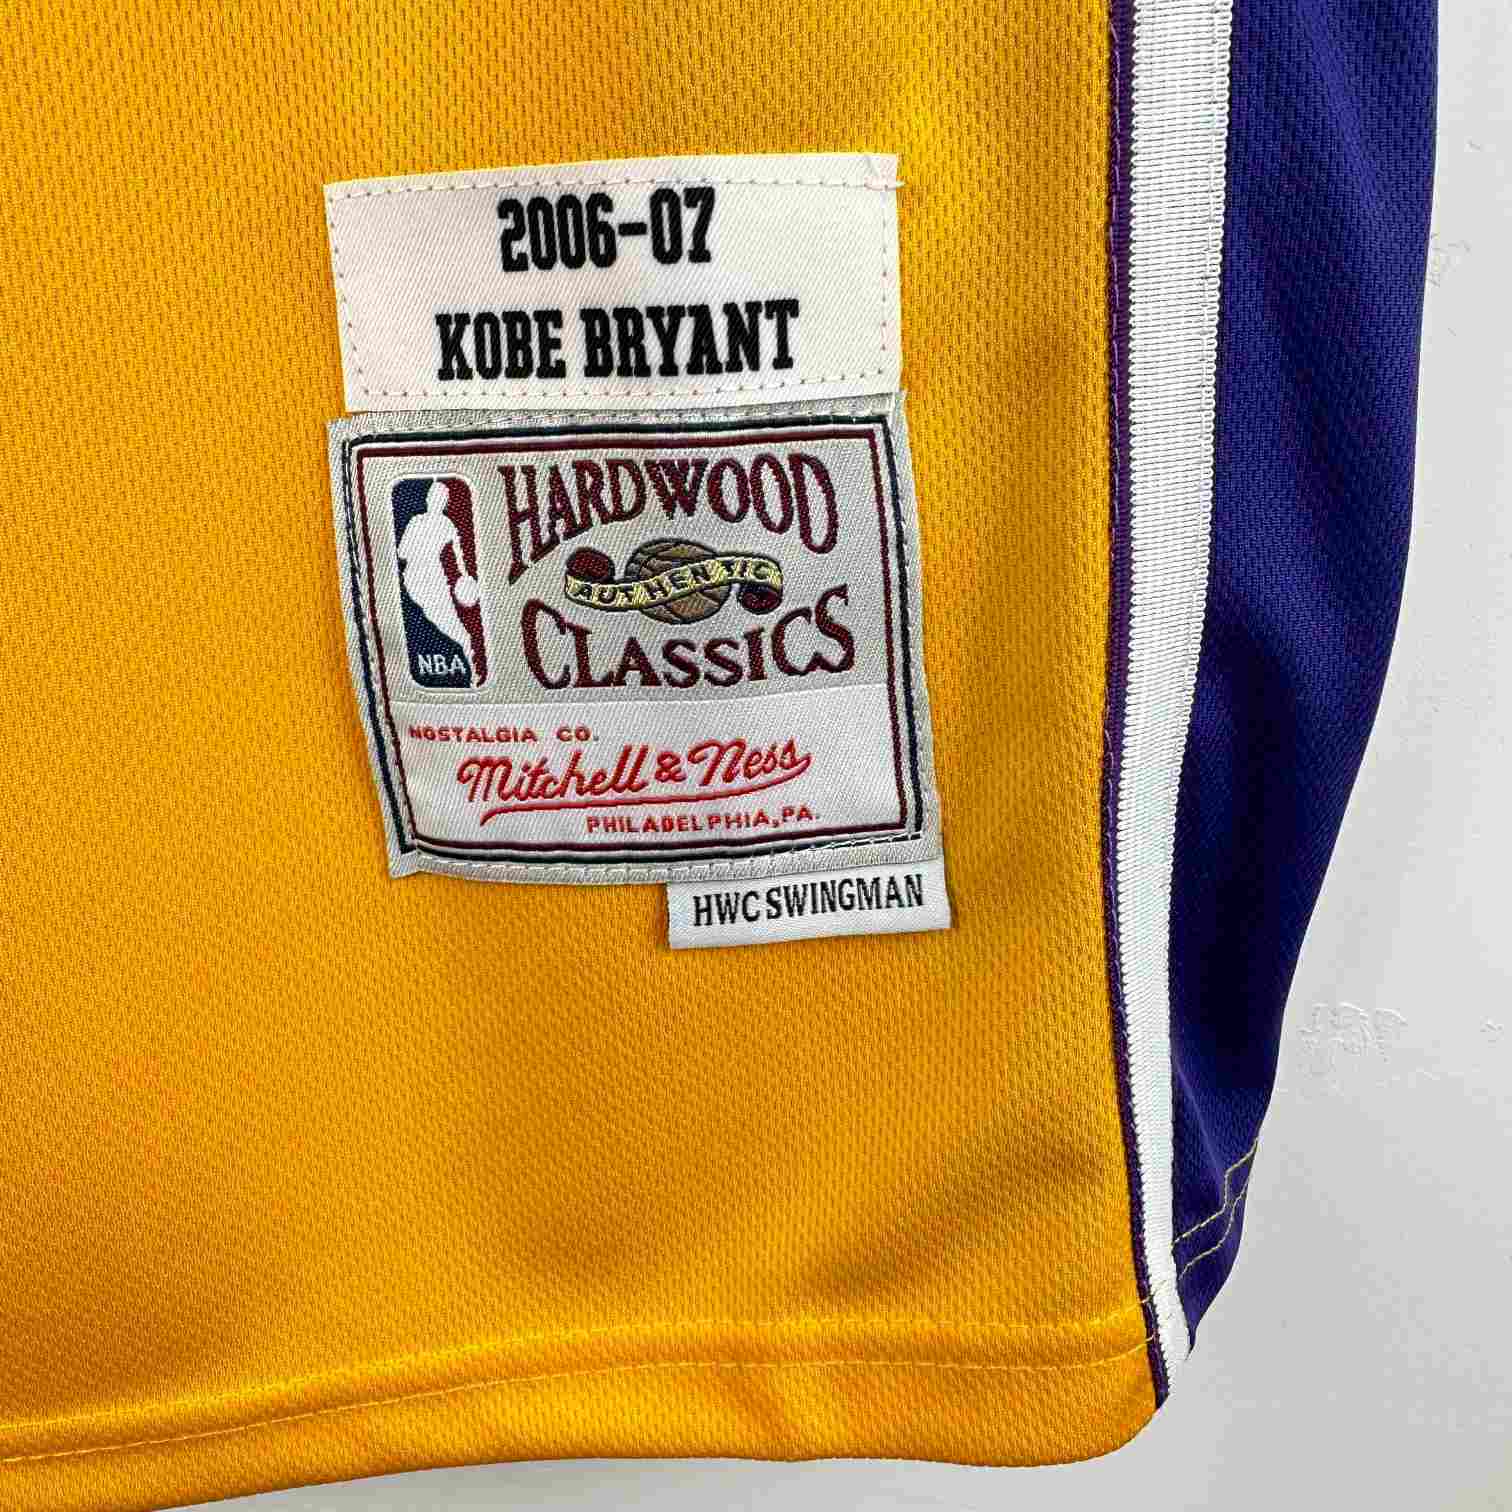 2006-07
KOBE BRYANT
HARDWOOD
AUTHENTIC
CLASSICS
NBA
NOSTALGIA CO.
Mitchell & Ness
PHILADELPHIA, PA.
HWC SWINGMAN